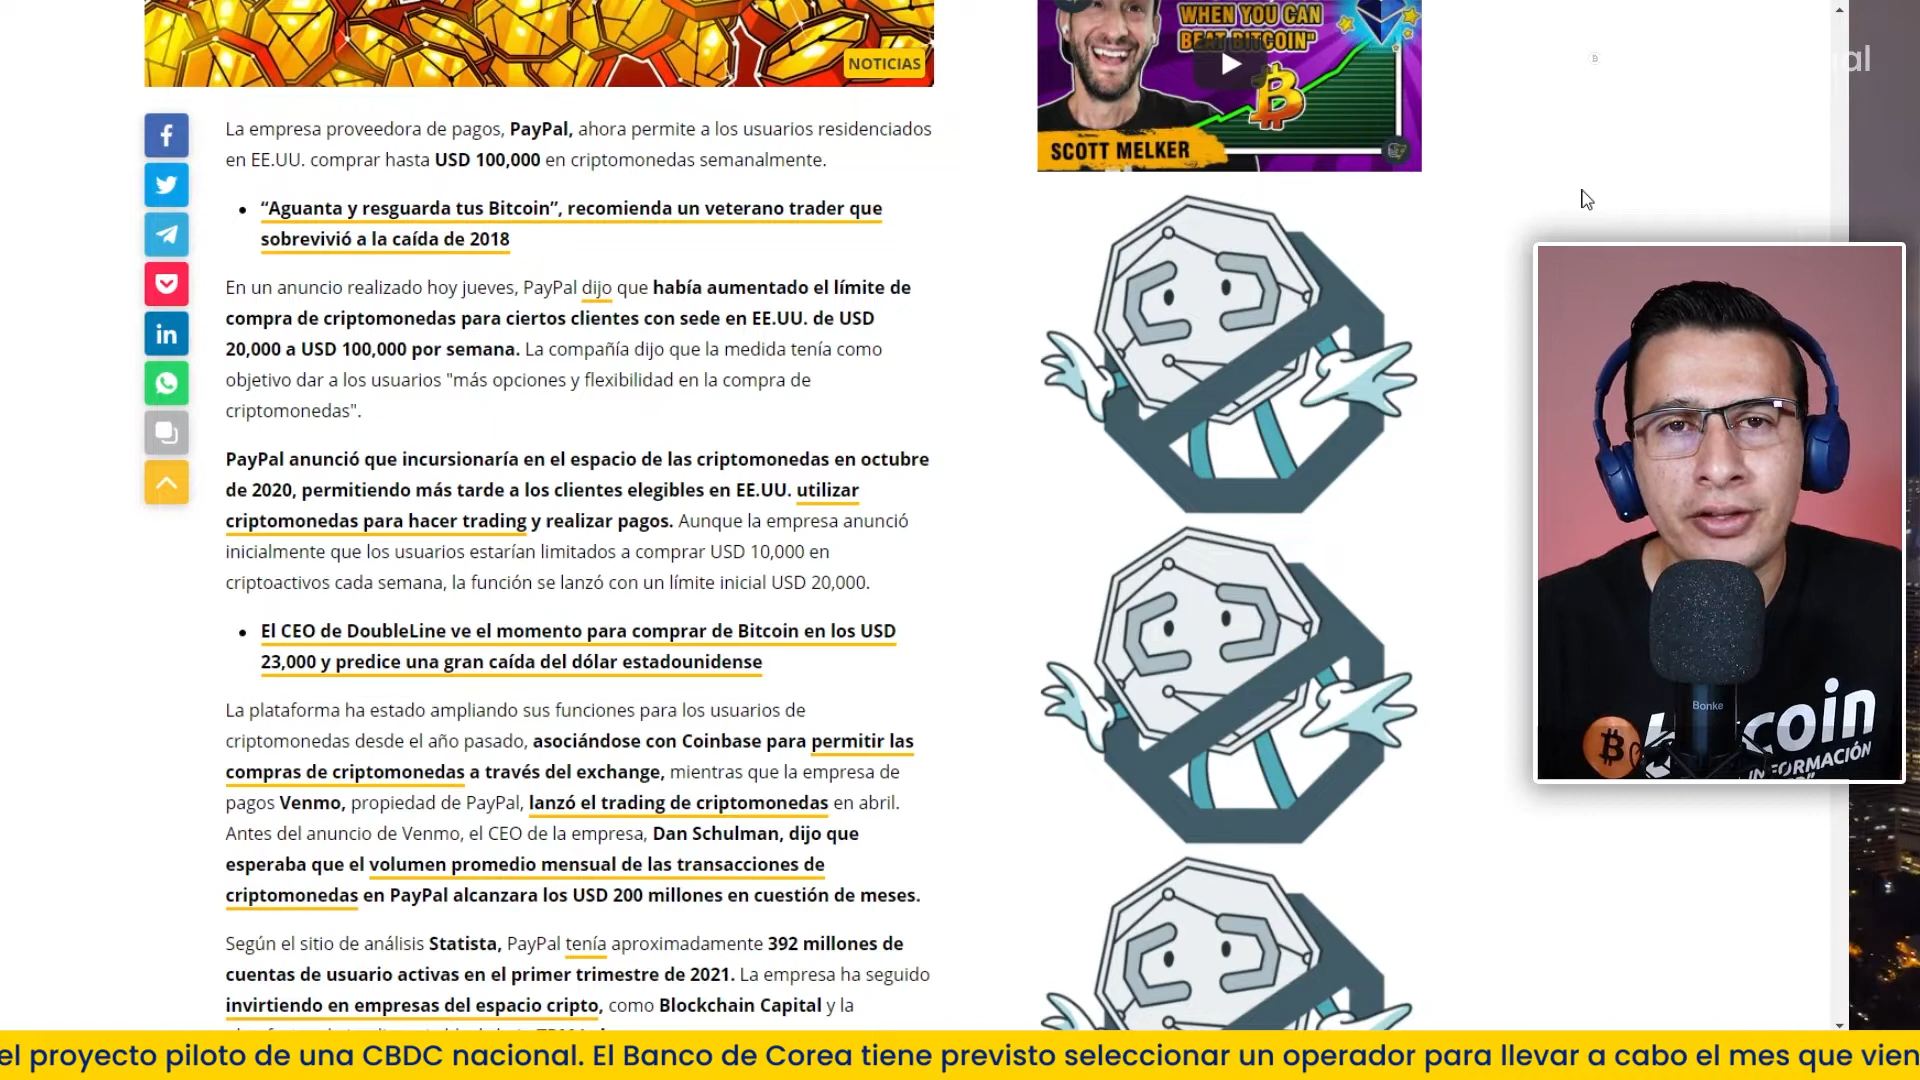 NOTICIAS
La empresa proveedora de pagos, PayPal, ahora permite a los usuarios residenciados
en EE.UU. comprar hasta USD 100,000 en criptomonedas semanalmente.
“Aguanta y resguarda tus Bitcoin”, recomienda un veterano trader que
sobrevivió a la caída de 2018
En un anuncio realizado hoy jueves, PayPal dijo que había aumentado el límite de
compra de criptomonedas para ciertos clientes con sede en EE.UU. de USD
20,000 a USD 100,000 por semana. La compañía dijo que la medida tenía como
objetivo dar a los usuarios "más opciones y flexibilidad en la compra de
criptomonedas".
PayPal anunció que incursionaría en el espacio de las criptomonedas en octubre
de 2020, permitiendo más tarde a los clientes elegibles en EE.UU. utilizar
criptomonedas para hacer trading y realizar pagos. Aunque la empresa anunció
inicialmente que los usuarios estarían limitados a comprar USD 10,000 en
criptoactivos cada semana, la función se lanzó con un límite inicial USD 20,000.
El CEO de DoubleLine ve el momento para comprar de Bitcoin en los USD
23,000 y predice una gran caída del dólar estadounidense
La plataforma ha estado ampliando sus funciones para los usuarios de
criptomonedas desde el año pasado, asociándose con Coinbase para permitir las
compras de criptomonedas a través del exchange, mientras que la empresa de
pagos Venmo, propiedad de PayPal, lanzó el trading de criptomonedas en abril.
Antes del anuncio de Venmo, el CEO de la empresa, Dan Schulman, dijo que
esperaba que el volumen promedio mensual de las transacciones de
criptomonedas en PayPal alcanzara los USD 200 millones en cuestión de meses.
Según el sitio de análisis Statista, PayPal tenía aproximadamente 392 millones de
cuentas de usuario activas en el primer trimestre de 2021. La empresa ha seguido
invirtiendo en empresas del espacio cripto, como Blockchain Capital y la
WHEN YOU CAN
BEAT BITCOIN"
SCOTT MELKER
al
Bonke
coin
INFORMACIÓN
el proyecto piloto de una CBDC nacional. El Banco de Corea tiene previsto seleccionar un operador para llevar a cabo el mes que vien